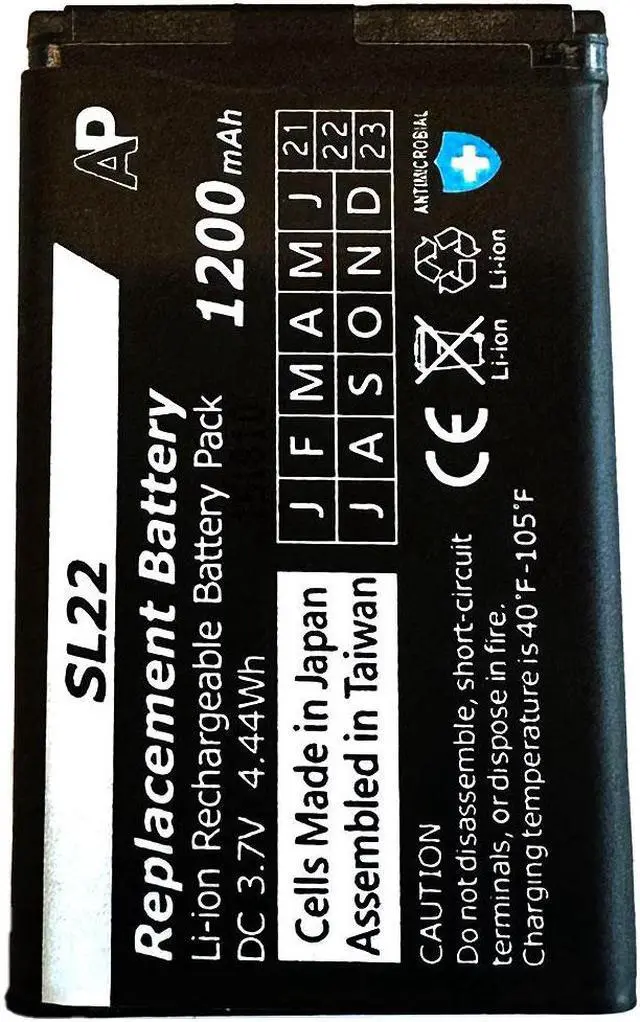 AP
SL22
Replacement Battery
Li-ion Rechargeable Battery Pack
1200 mAh
DC 3.7V 4.44Wh
Cells Made in Japan
Assembled in Taiwan
J F M A M J 21
22
J A S O N D 23
CAUTION
Do not disassemble, short-circuit
terminals, or dispose in fire.
Charging temperature is 40°F-105°F
CE
Li-ion
Li-ion
ANTIMICROBIAL